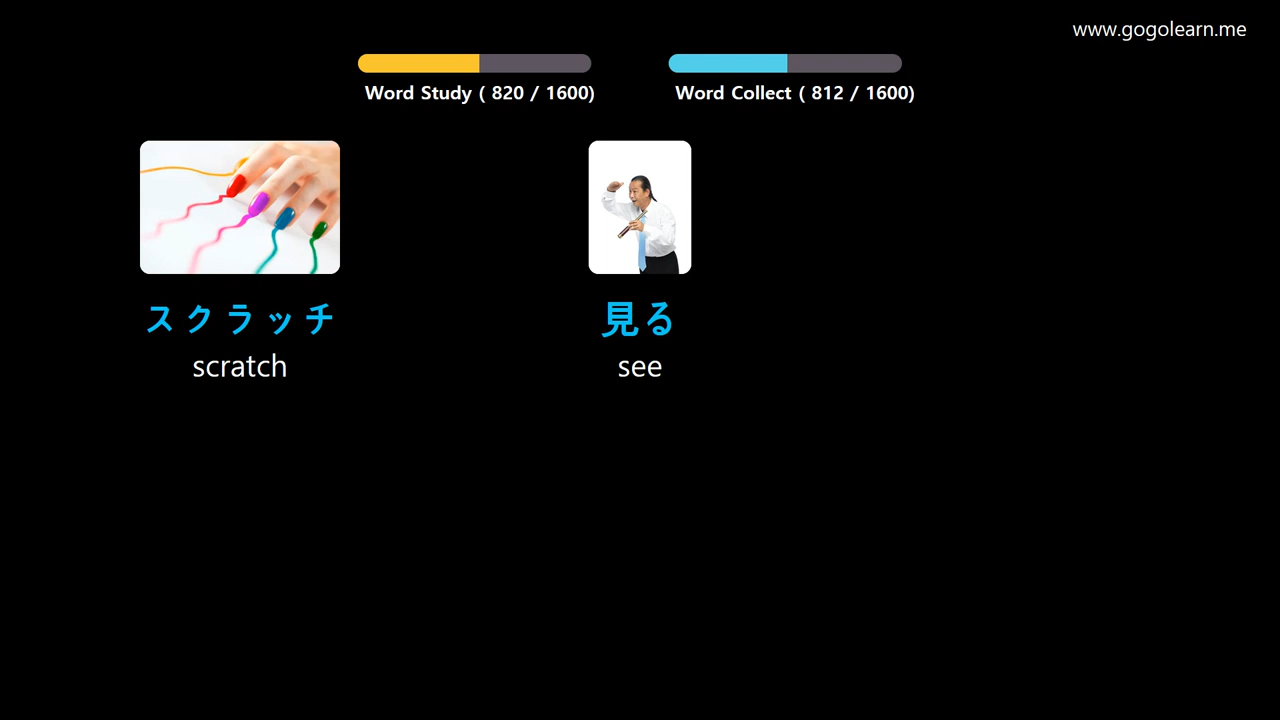 www.gogolearn.me
Word Study ( 820 / 1600)
Word Collect ( 812 / 1600)
スクラッチ
scratch
見る
see